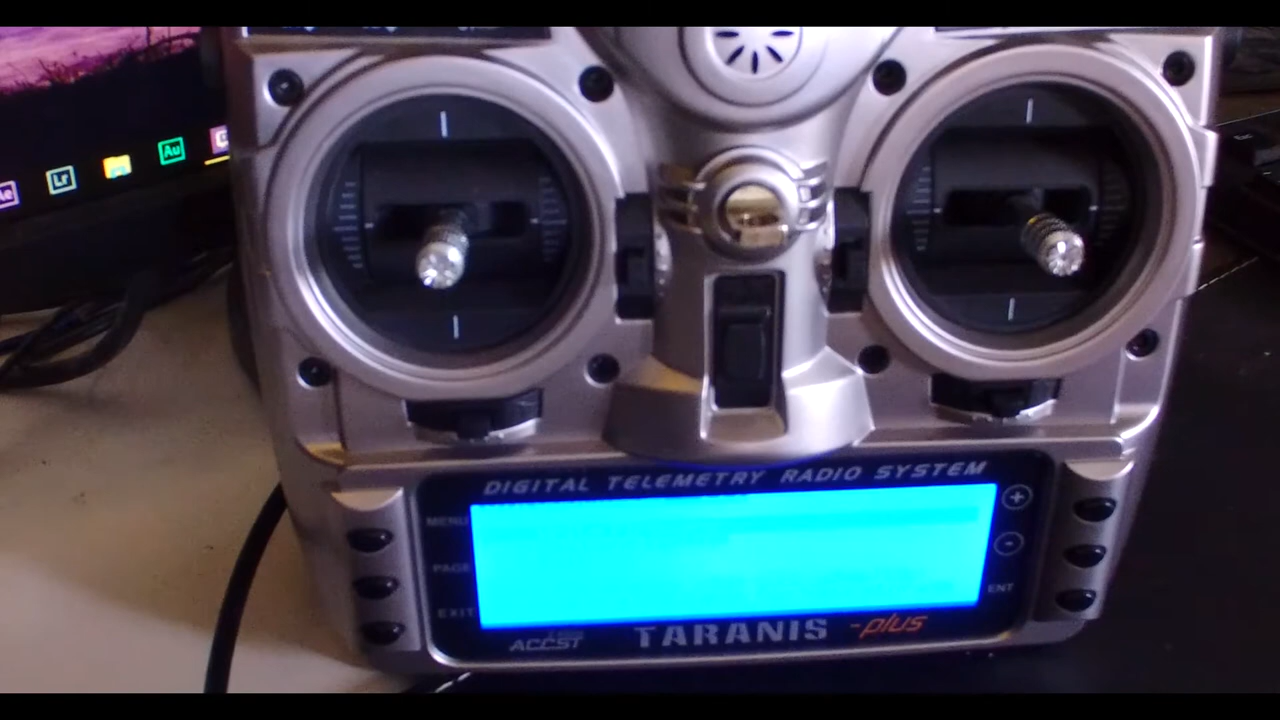 Ae
Lr
Au
DIGITAL TELEMETRY RADIO SYSTEM
MENU
+
PAGE
-
EXIT
ENT
ACCST
TARANIS -plus